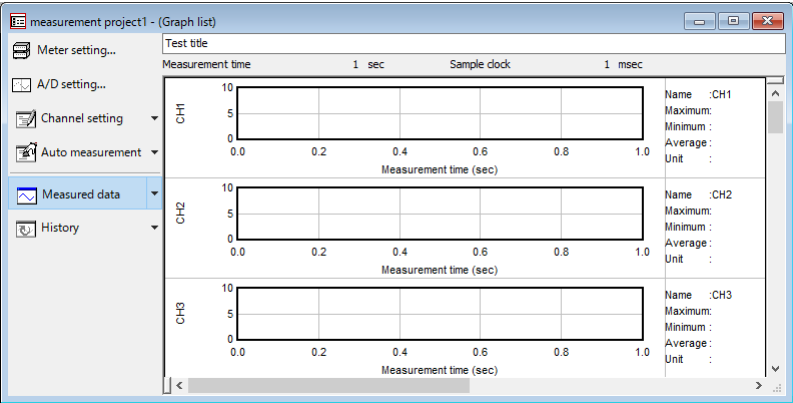 measurement project1 - (Graph list)
Meter setting...
A/D setting...
Channel setting
Auto measurement
Measured data
History
Test title
Measurement time 1 sec Sample clock 1 msec
CH1
10
5
0
0.0 0.2 0.4 0.6 0.8 1.0
Measurement time (sec)
Name :CH1
Maximum:
Minimum :
Average :
Unit :
CH2
10
5
0
0.0 0.2 0.4 0.6 0.8 1.0
Measurement time (sec)
Name :CH2
Maximum:
Minimum :
Average :
Unit :
CH3
10
5
0
0.0 0.2 0.4 0.6 0.8 1.0
Measurement time (sec)
Name :CH3
Maximum:
Minimum :
Average :
Unit :